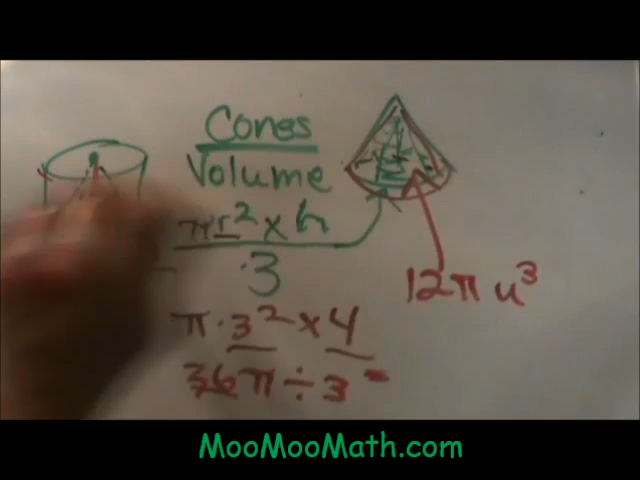 Cones
Volume
πr² × h
3
12π u³
π · 3² × 4
36π ÷ 3 =
MooMooMath.com